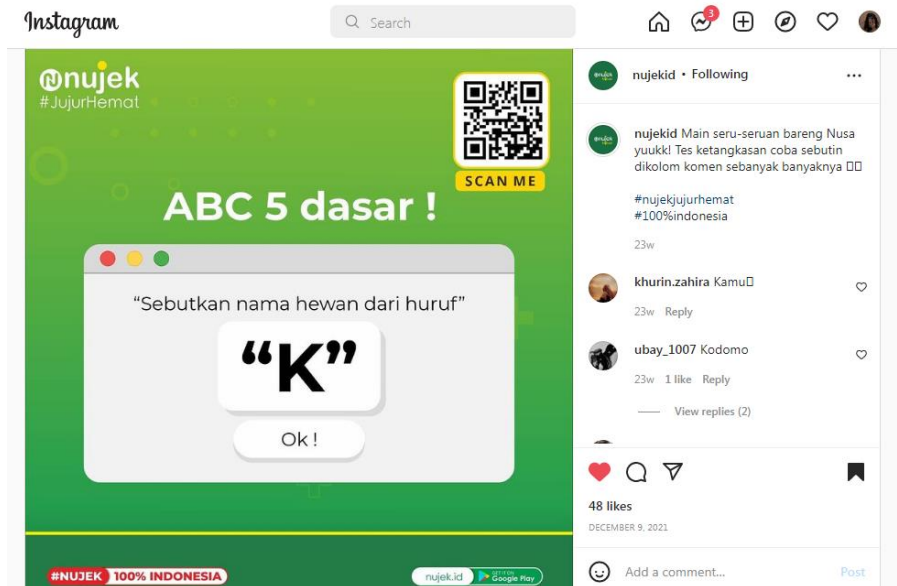 Instagram
Search
3
nujek
#JujurHemat
SCAN ME
ABC 5 dasar !
“Sebutkan nama hewan dari huruf”
“K”
Ok !
#NUJEK 100% INDONESIA
nujek.id GET IT ON Google Play
nujekid • Following
nujekid Main seru-seruan bareng Nusa
yuukk! Tes ketangkasan coba sebutin
dikolom komen sebanyak banyaknya
#nujekjujurhemat
#100%indonesia
23w
khurin.zahira Kamu
23w Reply
ubay_1007 Kodomo
23w 1 like Reply
View replies (2)
48 likes
DECEMBER 9, 2021
Add a comment... Post